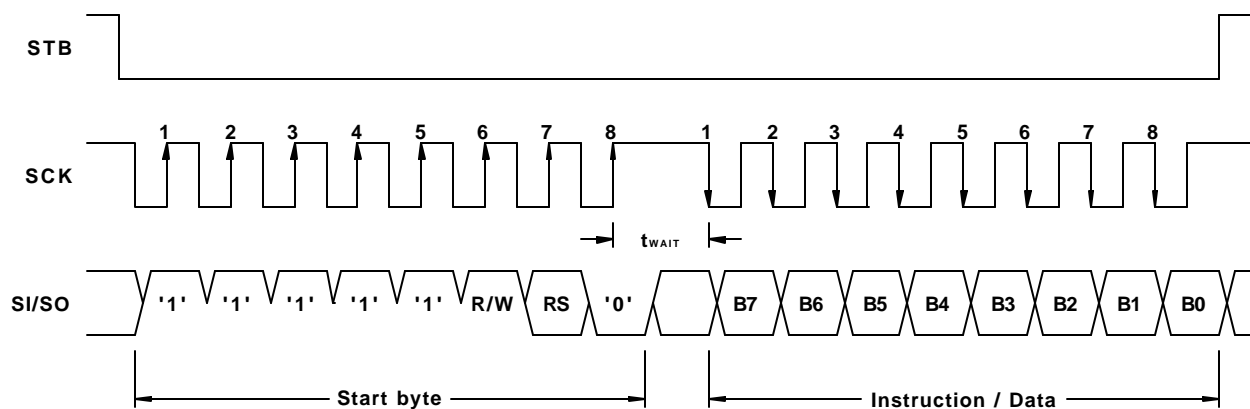 STB
1 2 3 4 5 6 7 8 1 2 3 4 5 6 7 8
SCK
tWAIT
SI/SO '1' '1' '1' '1' '1' R/W RS '0' B7 B6 B5 B4 B3 B2 B1 B0
Start byte Instruction / Data